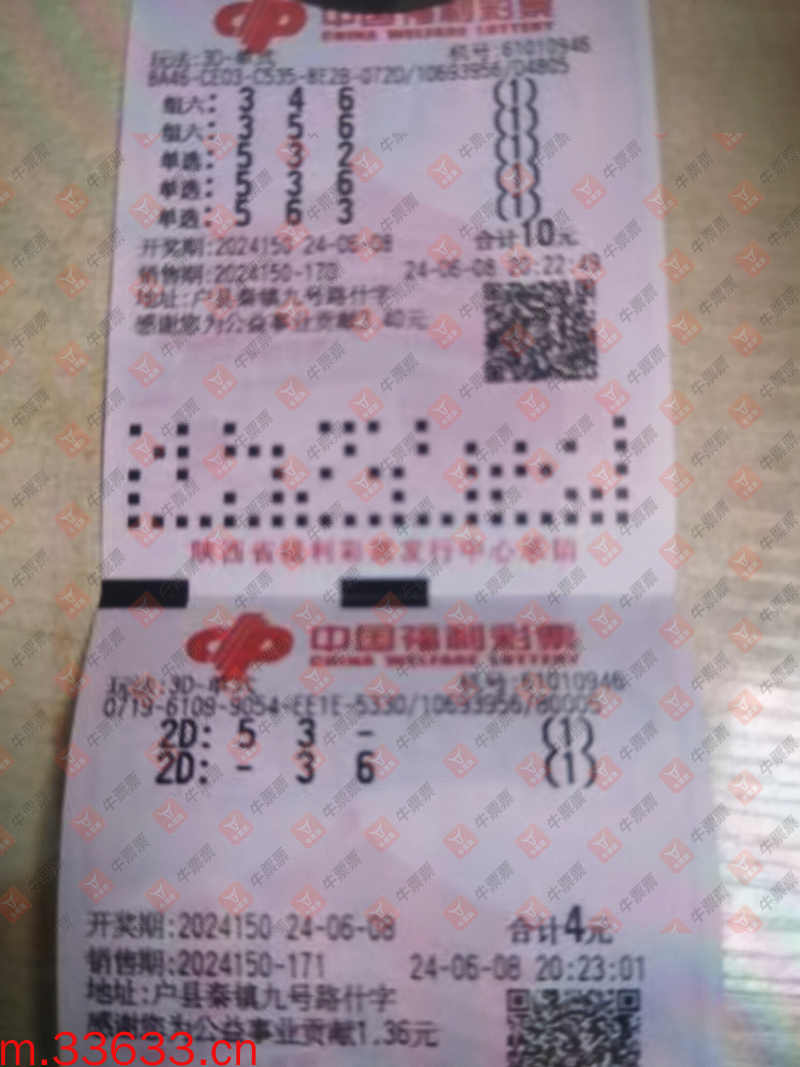 中国福利彩票
CHINA WELFARE LOTTERY
玩法:3D-单式 机号:61010946
组六: 3 4 6 (1)
组六: 3 5 6 (1)
单选: 5 3 2 (1)
单选: 5 3 6 (1)
单选: 5 6 3 (1)
开奖期:2024150 24-06-08 合计10元
销售期:2024150-170 24-06-08 20:22:49
地址:户县秦镇九号路什字
感谢您为公益事业贡献3.40元
陕西省福利彩票发行中心承销
中国福利彩票
CHINA WELFARE LOTTERY
玩法:3D-单式 机号:61010946
2D: 5 3 - (1)
2D: - 3 6 (1)
开奖期:2024150 24-06-08 合计4元
销售期:2024150-171 24-06-08 20:23:01
地址:户县秦镇九号路什字
感谢您为公益事业贡献1.36元
m.33633.cn
牛票票